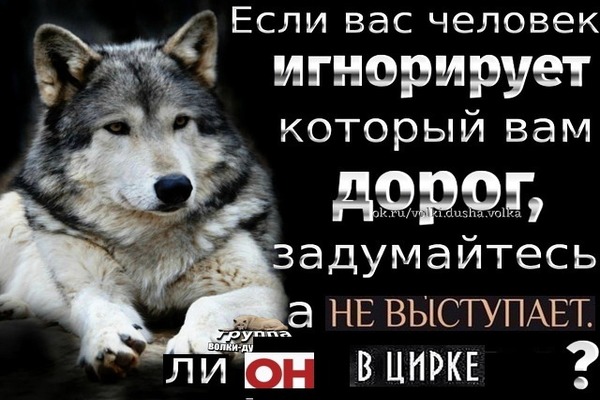 Если вас человек
игнорирует
который вам
дорог,
ok.ru/volki.dusha.volka
задумайтесь
а НЕ ВЫСТУПАЕТ.
группа
волки-ду
ли ОН В ЦИРКЕ ?